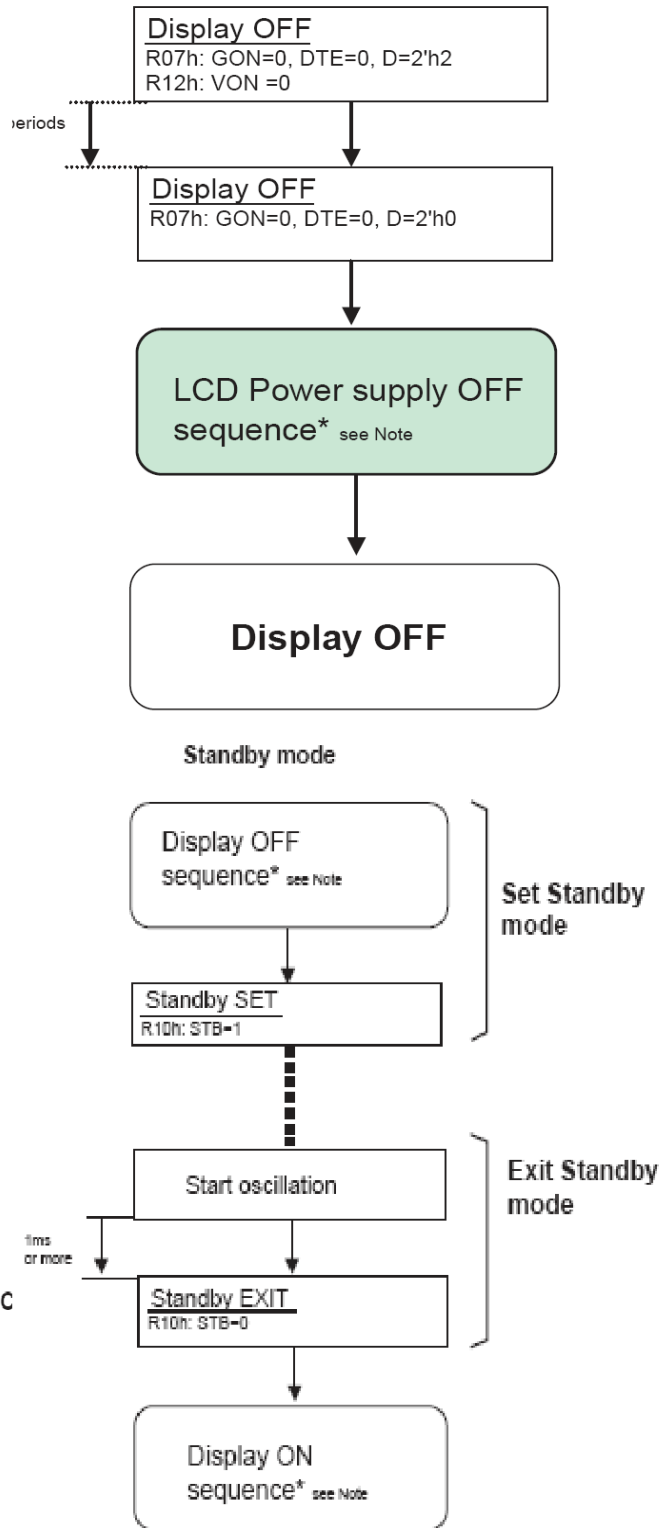 Display OFF
R07h: GON=0, DTE=0, D=2'h2
R12h: VON =0
periods
Display OFF
R07h: GON=0, DTE=0, D=2'h0
LCD Power supply OFF
sequence* see Note
Display OFF
Standby mode
Display OFF
sequence* see Note
Set Standby
mode
Standby SET
R10h: STB=1
Start oscillation
Exit Standby
mode
1ms
or more
Standby EXIT
R10h: STB=0
Display ON
sequence* see Note